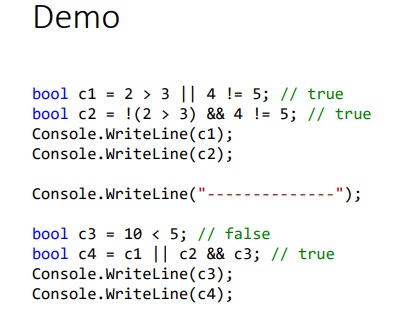 Demo
bool c1 = 2 > 3 || 4 != 5; // true
bool c2 = !(2 > 3) && 4 != 5; // true
Console.WriteLine(c1);
Console.WriteLine(c2);
Console.WriteLine("--------------");
bool c3 = 10 < 5; // false
bool c4 = c1 || c2 && c3; // true
Console.WriteLine(c3);
Console.WriteLine(c4);